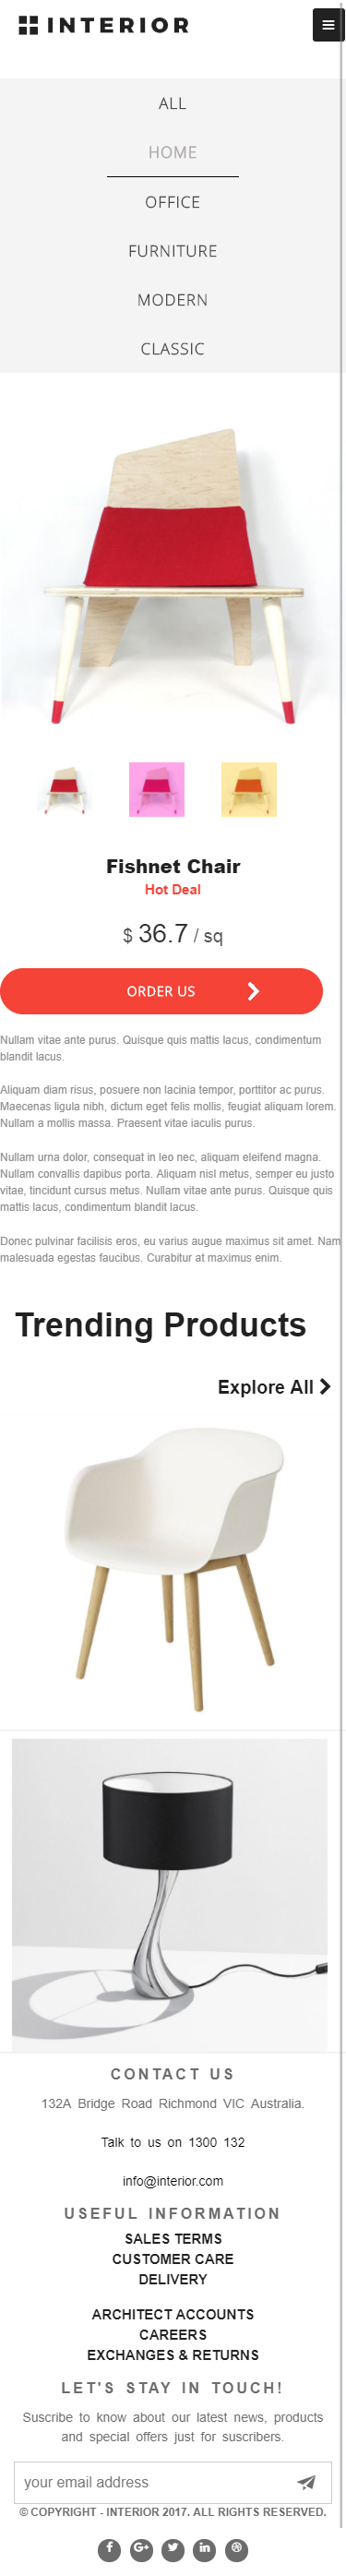 INTERIOR
ALL
HOME
OFFICE
FURNITURE
MODERN
CLASSIC
Fishnet Chair
Hot Deal
$ 36.7 / sq
ORDER US
Nullam vitae ante purus. Quisque quis mattis lacus, condimentum
blandit lacus.
Aliquam diam risus, posuere non lacinia tempor, porttitor ac purus.
Maecenas ligula nibh, dictum eget felis mollis, feugiat aliquam lorem.
Nullam a mollis massa. Praesent vitae iaculis purus.
Nullam urna dolor, consequat in leo nec, aliquam eleifend magna.
Nullam convallis dapibus porta. Aliquam nisl metus, semper eu justo
vitae, tincidunt cursus metus. Nullam vitae ante purus. Quisque quis
mattis lacus, condimentum blandit lacus.
Donec pulvinar facilisis eros, eu varius augue maximus sit amet. Nam
malesuada egestas faucibus. Curabitur at maximus enim.
Trending Products
Explore All
CONTACT US
132A Bridge Road Richmond VIC Australia.
Talk to us on 1300 132
info@interior.com
USEFUL INFORMATION
SALES TERMS
CUSTOMER CARE
DELIVERY
ARCHITECT ACCOUNTS
CAREERS
EXCHANGES & RETURNS
LET'S STAY IN TOUCH!
Suscribe to know about our latest news, products
and special offers just for suscribers.
your email address
© COPYRIGHT - INTERIOR 2017. ALL RIGHTS RESERVED.